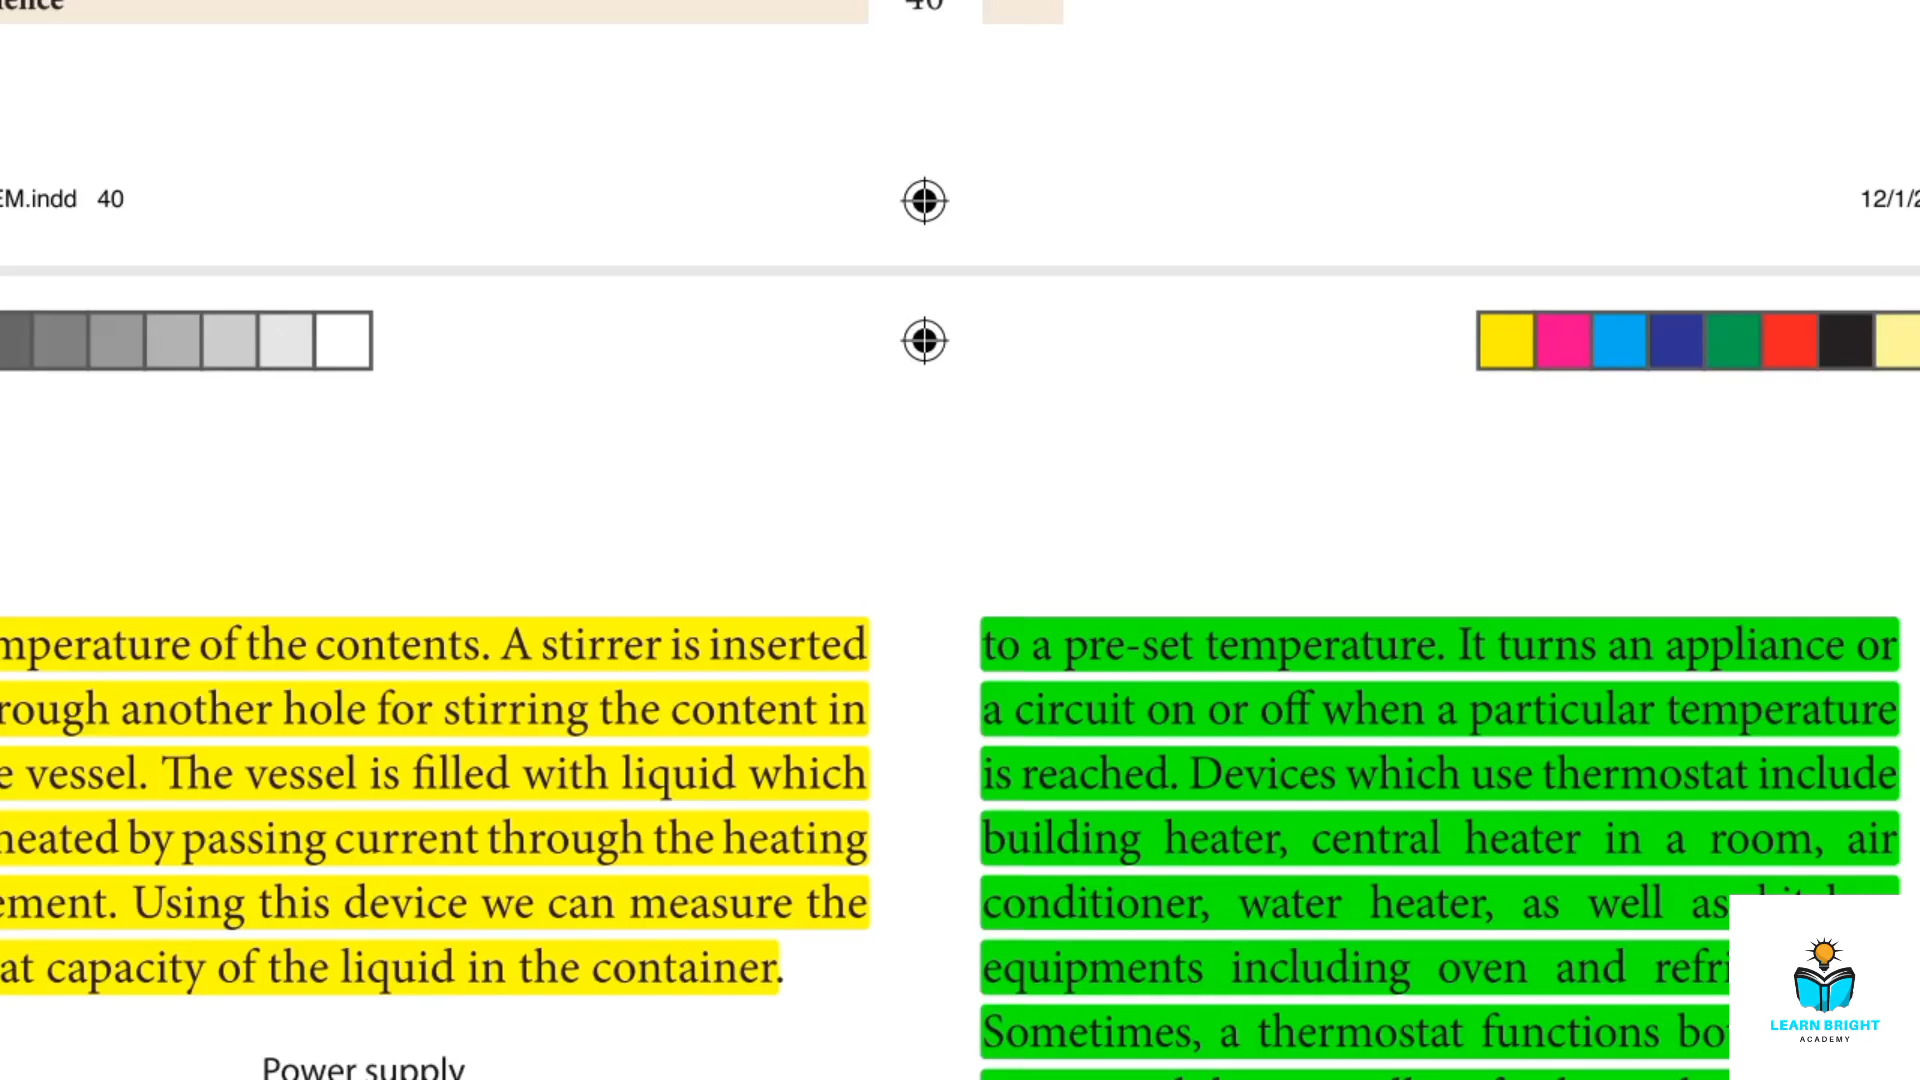 40
EM.indd 40
12/1/2
mperature of the contents. A stirrer is inserted
rough another hole for stirring the content in
e vessel. The vessel is filled with liquid which
heated by passing current through the heating
ement. Using this device we can measure the
at capacity of the liquid in the container.
Power supply
to a pre-set temperature. It turns an appliance or
a circuit on or off when a particular temperature
is reached. Devices which use thermostat include
building heater, central heater in a room, air
conditioner, water heater, as well as
equipments including oven and refri
Sometimes, a thermostat functions bo
LEARN BRIGHT
ACADEMY